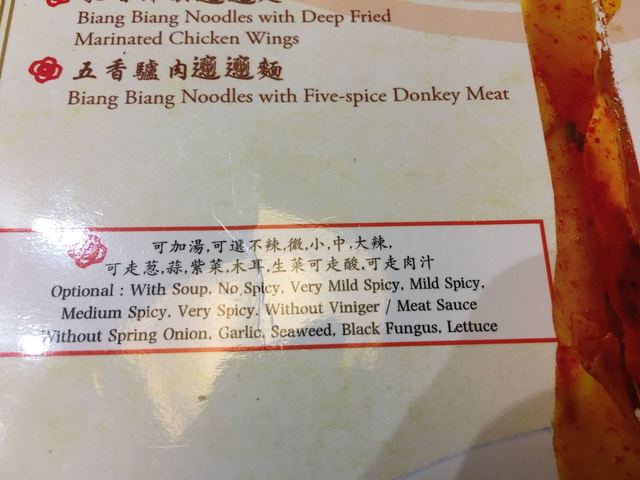 Biang Biang Noodles with Deep Fried
Marinated Chicken Wings
五香驢肉𰻞𰻞麵
Biang Biang Noodles with Five-spice Donkey Meat
可加湯,可選不辣,微,小,中,大辣,
可走葱,蒜,紫菜,木耳,生菜可走酸,可走肉汁
Optional : With Soup, No Spicy, Very Mild Spicy, Mild Spicy,
Medium Spicy, Very Spicy. Without Viniger / Meat Sauce
Without Spring Onion, Garlic, Seaweed, Black Fungus, Lettuce